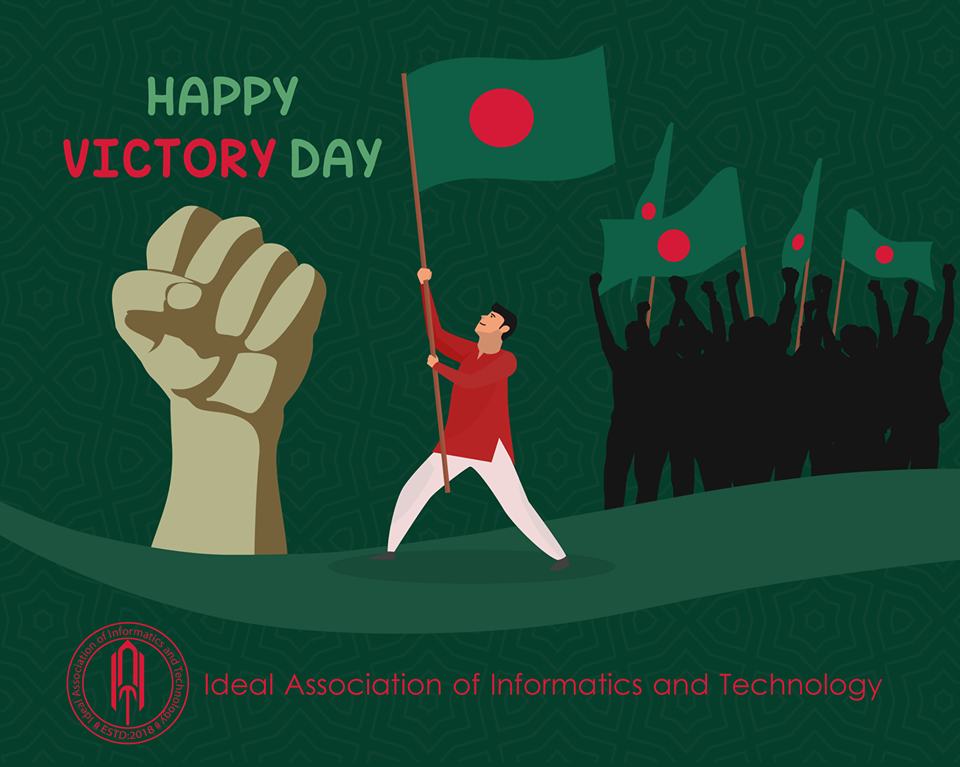 HAPPY
VICTORY DAY
Ideal Association of Informatics and Technology
ESTD:2018
Ideal Association of Informatics and Technology